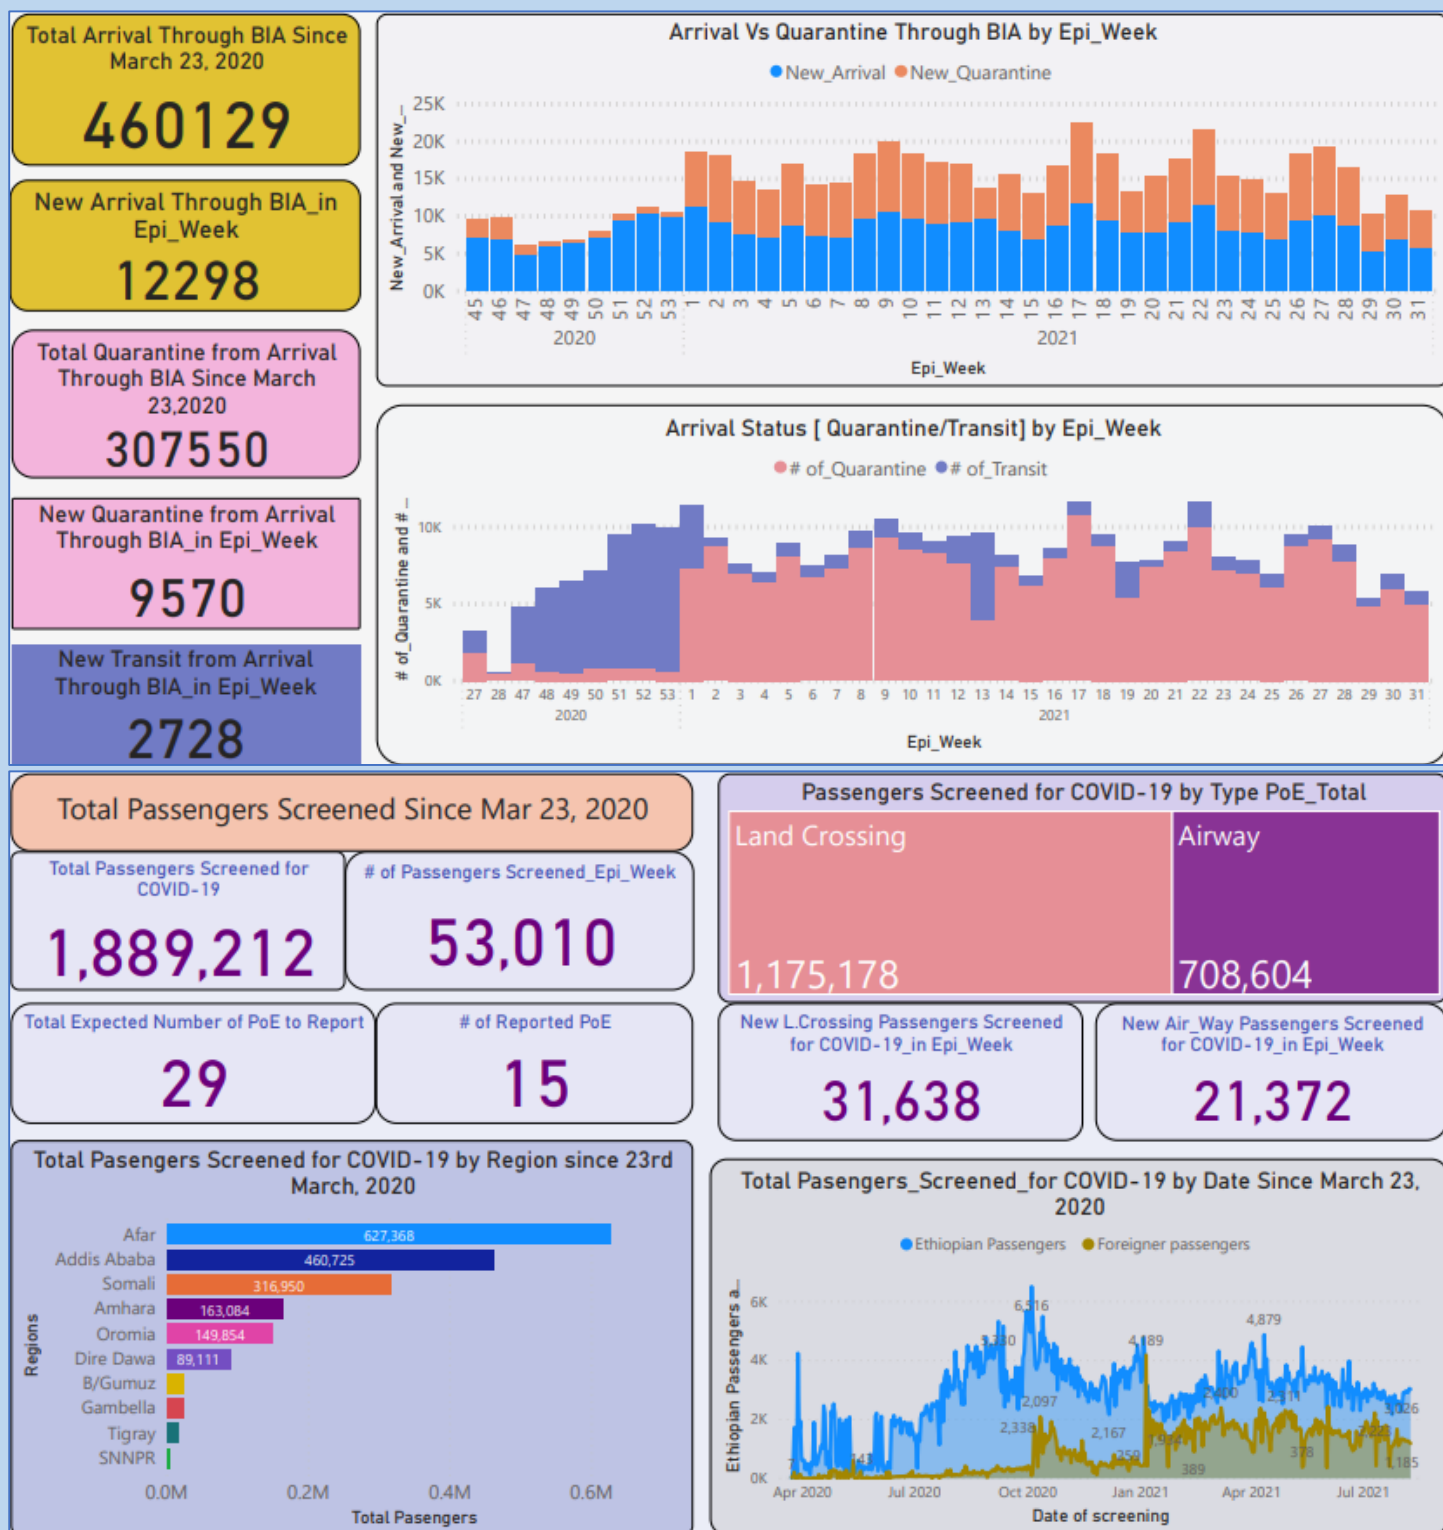 Total Arrival Through BIA Since
March 23, 2020
460129
New Arrival Through BIA_in
Epi_Week
12298
Total Quarantine from Arrival
Through BIA Since March
23,2020
307550
New Quarantine from Arrival
Through BIA_in Epi_Week
9570
New Transit from Arrival
Through BIA_in Epi_Week
2728
Arrival Vs Quarantine Through BIA by Epi_Week
New_Arrival New_Quarantine
New_Arrival and New_...
25K
20K
15K
10K
5K
0K
45 46 47 48 49 50 51 52 53 1 2 3 4 5 6 7 8 9 10 11 12 13 14 15 16 17 18 19 20 21 22 23 24 25 26 27 28 29 30 31
2020 2021
Epi_Week
Arrival Status [ Quarantine/Transit] by Epi_Week
# of_Quarantine # of_Transit
# of_Quarantine and # ...
10K
5K
0K
27 28 47 48 49 50 51 52 53 1 2 3 4 5 6 7 8 9 10 11 12 13 14 15 16 17 18 19 20 21 22 23 24 25 26 27 28 29 30 31
2020 2021
Epi_Week
Total Passengers Screened Since Mar 23, 2020
Total Passengers Screened for
COVID-19
1,889,212
# of Passengers Screened_Epi_Week
53,010
Total Expected Number of PoE to Report
29
# of Reported PoE
15
Passengers Screened for COVID-19 by Type PoE_Total
Land Crossing
1,175,178
Airway
708,604
New L.Crossing Passengers Screened
for COVID-19_in Epi_Week
31,638
New Air_Way Passengers Screened
for COVID-19_in Epi_Week
21,372
Total Pasengers Screened for COVID-19 by Region since 23rd
March, 2020
Regions
Afar 627,368
Addis Ababa 460,725
Somali 316,950
Amhara 163,084
Oromia 149,854
Dire Dawa 89,111
B/Gumuz
Gambella
Tigray
SNNPR
0.0M 0.2M 0.4M 0.6M
Total Pasengers
Total Pasengers_Screened_for COVID-19 by Date Since March 23,
2020
Ethiopian Passengers Foreigner passengers
Ethiopian Passengers a...
6K
4K
2K
0K
6,516
4,879
2,097
2,338
2,167
259
389
378
1,185
Apr 2020 Jul 2020 Oct 2020 Jan 2021 Apr 2021 Jul 2021
Date of screening